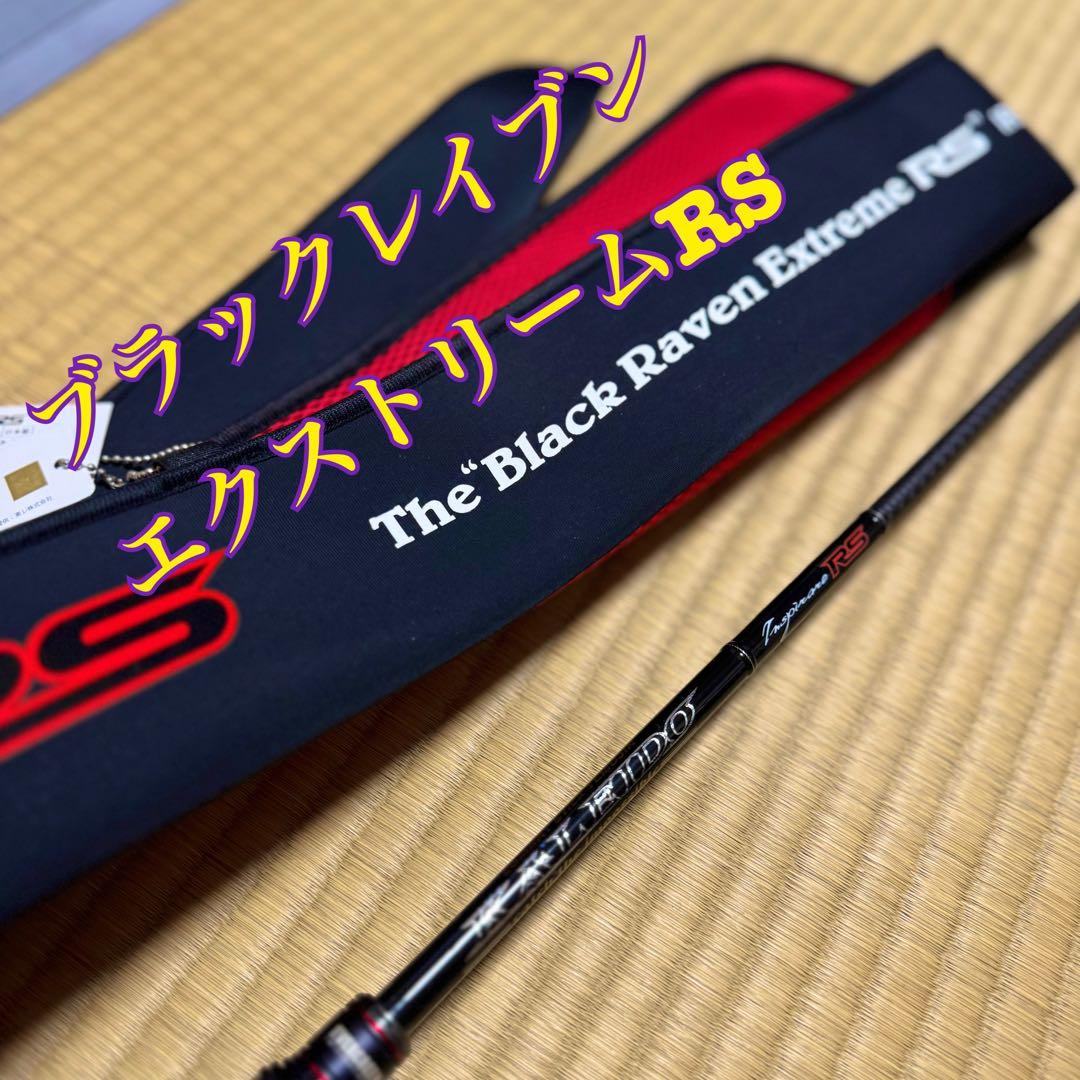 ブラックレイブン
エクストリームRS
The “Black Raven Extreme RS”
Inspirare RS
KALEIDO